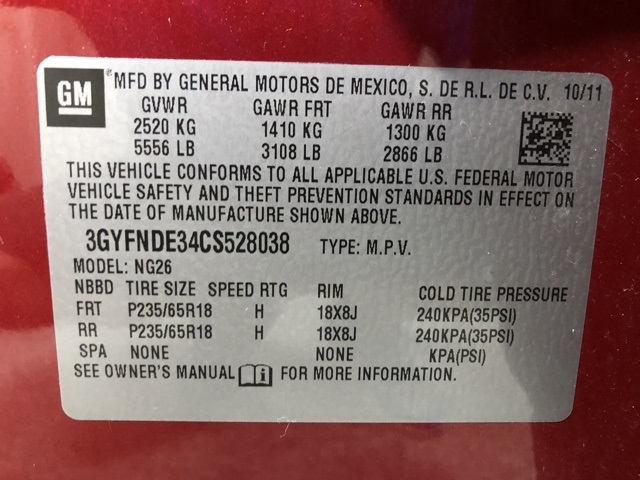 GM
MFD BY GENERAL MOTORS DE MEXICO, S. DE R.L. DE C.V. 10/11
GVWR GAWR FRT GAWR RR
2520 KG 1410 KG 1300 KG
5556 LB 3108 LB 2866 LB
THIS VEHICLE CONFORMS TO ALL APPLICABLE U.S. FEDERAL MOTOR
VEHICLE SAFETY AND THEFT PREVENTION STANDARDS IN EFFECT ON
THE DATE OF MANUFACTURE SHOWN ABOVE.
3GYFNDE34CS528038 TYPE: M.P.V.
MODEL: NG26
NBBD TIRE SIZE SPEED RTG RIM COLD TIRE PRESSURE
FRT P235/65R18 H 18X8J 240KPA(35PSI)
RR P235/65R18 H 18X8J 240KPA(35PSI)
SPA NONE NONE KPA(PSI)
SEE OWNER'S MANUAL i FOR MORE INFORMATION.